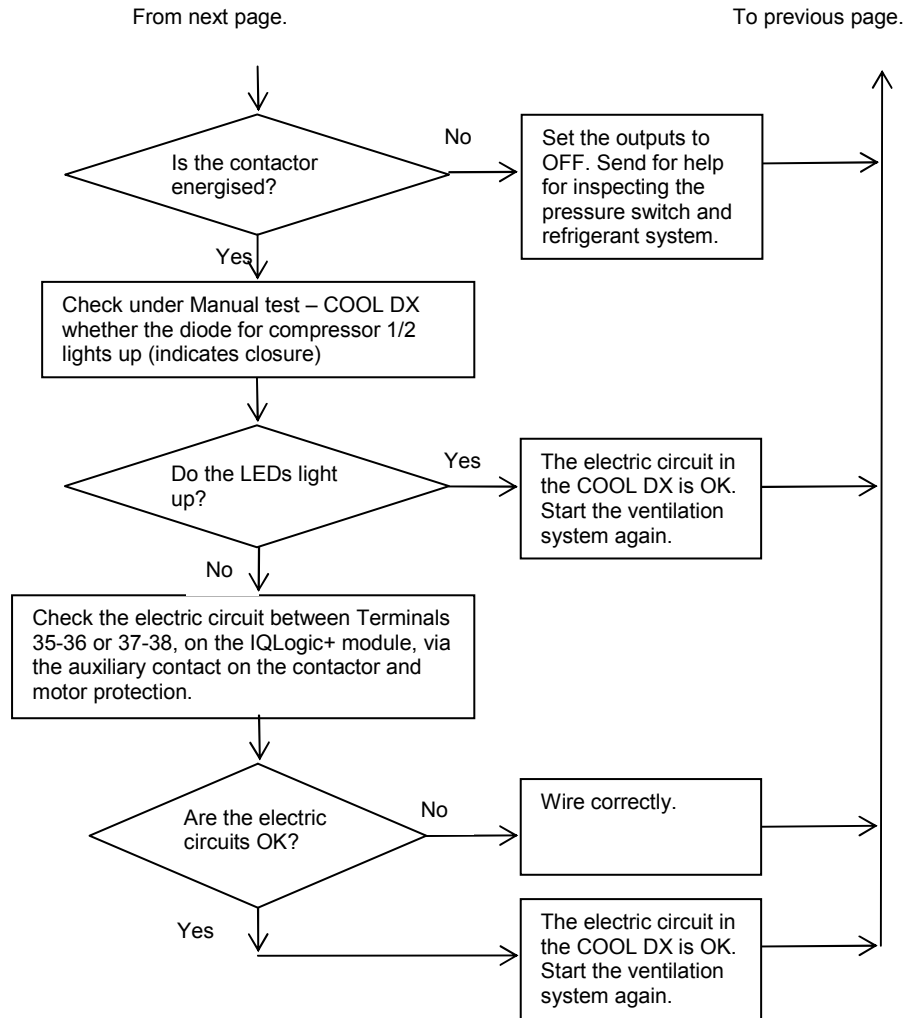 From next page.
To previous page.
Is the contactor
energised?
No
Set the outputs to
OFF. Send for help
for inspecting the
pressure switch and
refrigerant system.
Yes
Check under Manual test – COOL DX
whether the diode for compressor 1/2
lights up (indicates closure)
Do the LEDs light
up?
Yes
The electric circuit in
the COOL DX is OK.
Start the ventilation
system again.
No
Check the electric circuit between Terminals
35-36 or 37-38, on the IQLogic+ module, via
the auxiliary contact on the contactor and
motor protection.
Are the electric
circuits OK?
No
Wire correctly.
Yes
The electric circuit in
the COOL DX is OK.
Start the ventilation
system again.